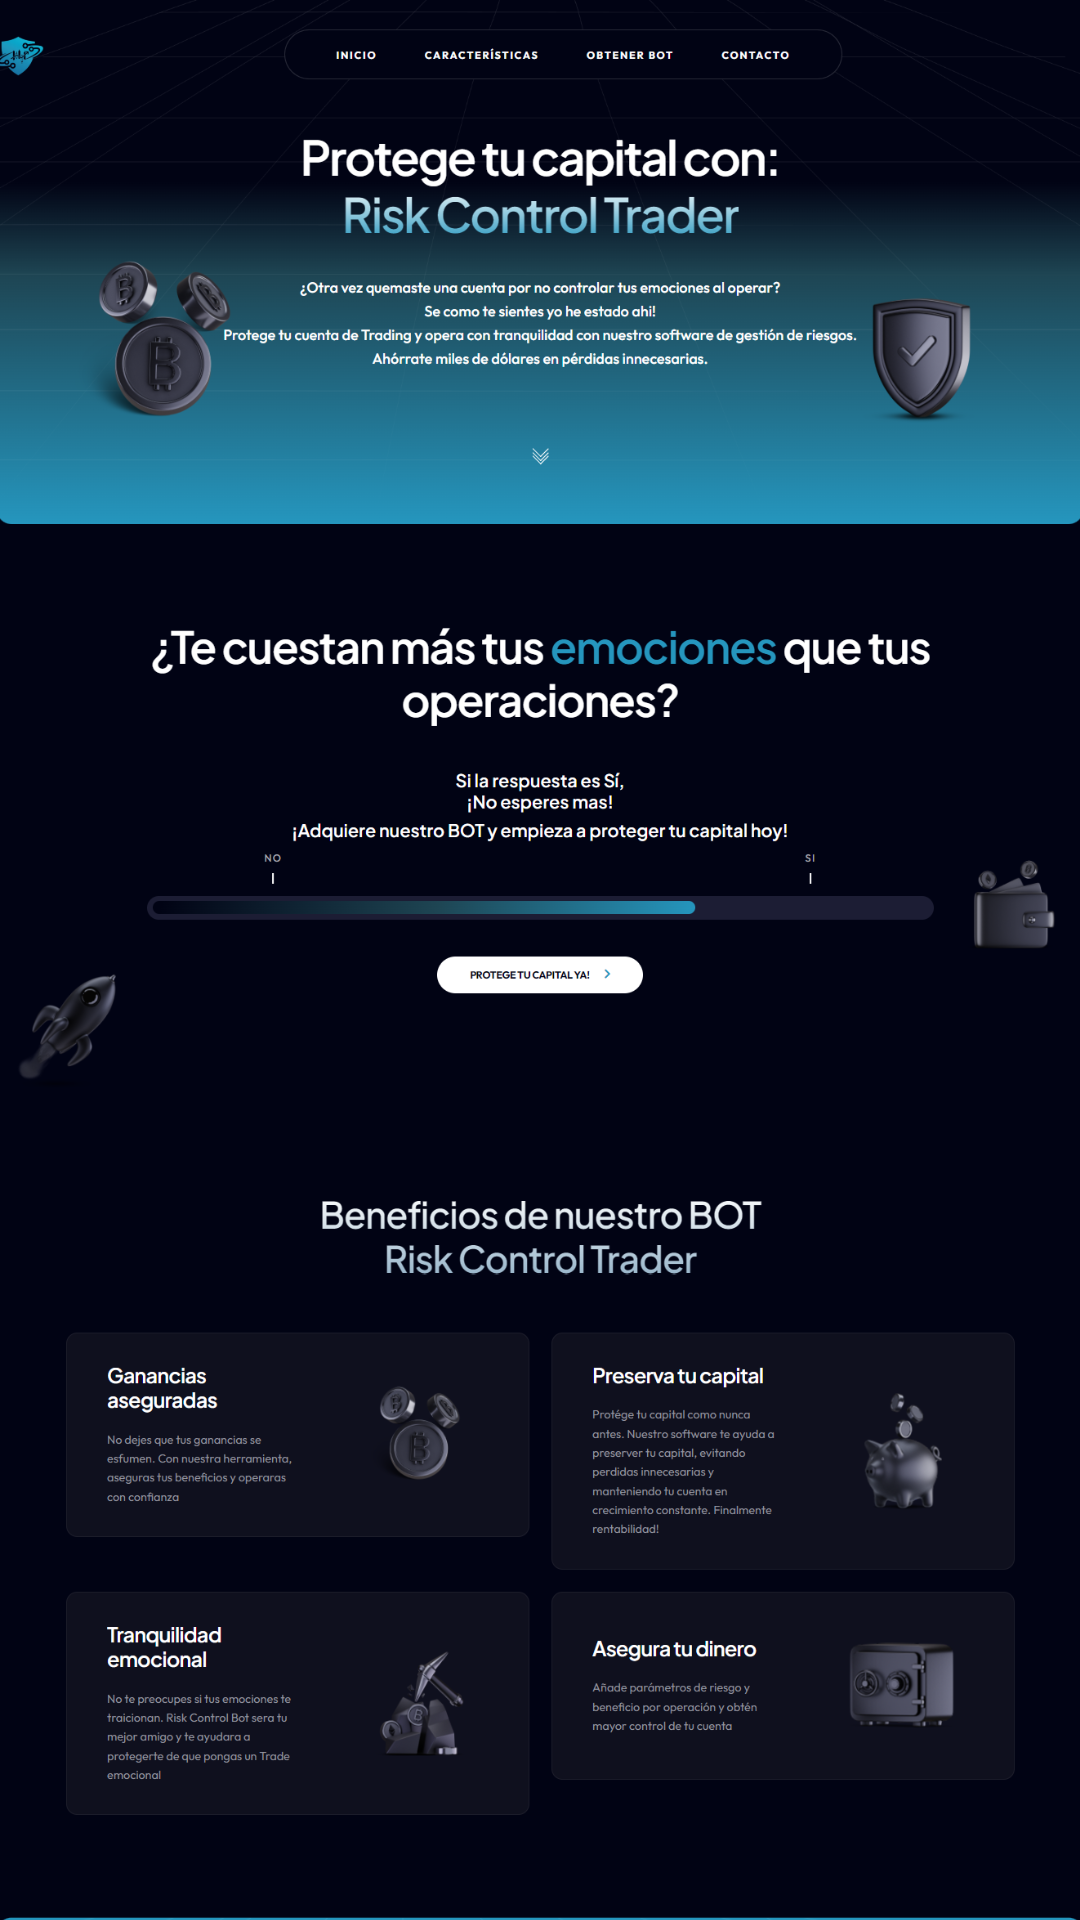 INICIO
CARACTERÍSTICAS
OBTENER BOT
CONTACTO
Protege tu capital con:
Risk Control Trader
¿Otra vez quemaste una cuenta por no controlar tus emociones al operar?
Se como te sientes yo he estado ahi!
Protege tu cuenta de Trading y opera con tranquilidad con nuestro software de gestión de riesgos.
Ahórrate miles de dólares en pérdidas innecesarias.
¿Te cuestan más tus emociones que tus
operaciones?
Si la respuesta es Sí,
¡No esperes mas!
¡Adquiere nuestro BOT y empieza a proteger tu capital hoy!
NO
SI
PROTEGE TU CAPITAL YA!
Beneficios de nuestro BOT
Risk Control Trader
Ganancias
aseguradas
No dejes que tus ganancias se
esfumen. Con nuestra herramienta,
aseguras tus beneficios y operaras
con confianza
Preserva tu capital
Protége tu capital como nunca
antes. Nuestro software te ayuda a
preserver tu capital, evitando
perdidas innecesarias y
manteniendo tu cuenta en
crecimiento constante. Finalmente
rentabilidad!
Tranquilidad
emocional
No te preocupes si tus emociones te
traicionan. Risk Control Bot sera tu
mejor amigo y te ayudara a
protegerte de que pongas un Trade
emocional
Asegura tu dinero
Añade parámetros de riesgo y
beneficio por operación y obtén
mayor control de tu cuenta